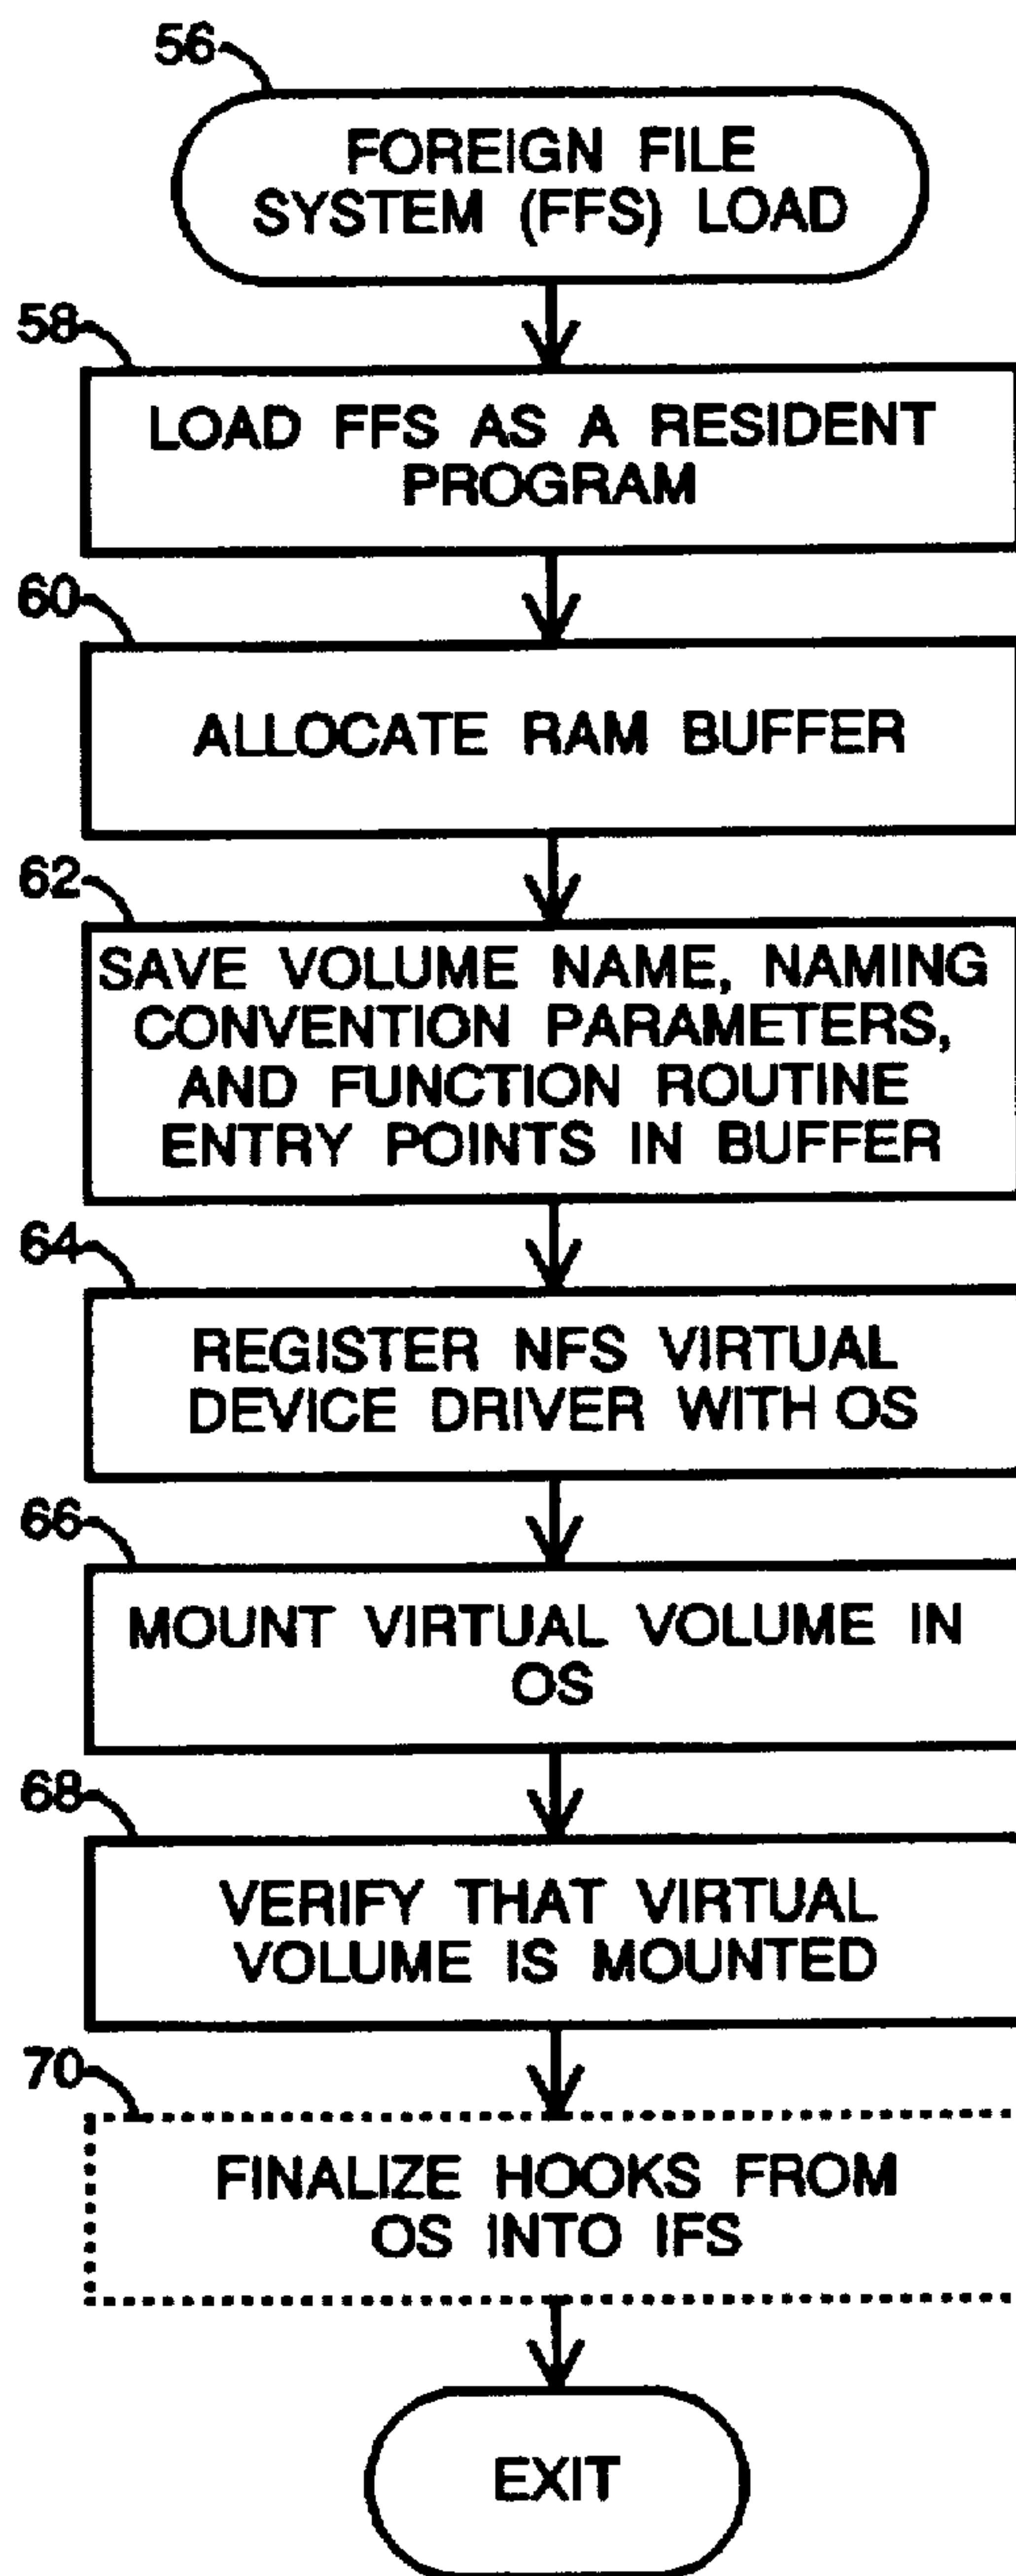 56
FOREIGN FILE
SYSTEM (FFS) LOAD
58
LOAD FFS AS A RESIDENT
PROGRAM
60
ALLOCATE RAM BUFFER
62
SAVE VOLUME NAME, NAMING
CONVENTION PARAMETERS,
AND FUNCTION ROUTINE
ENTRY POINTS IN BUFFER
64
REGISTER NFS VIRTUAL
DEVICE DRIVER WITH OS
66
MOUNT VIRTUAL VOLUME IN
OS
68
VERIFY THAT VIRTUAL
VOLUME IS MOUNTED
70
FINALIZE HOOKS FROM
OS INTO IFS
EXIT